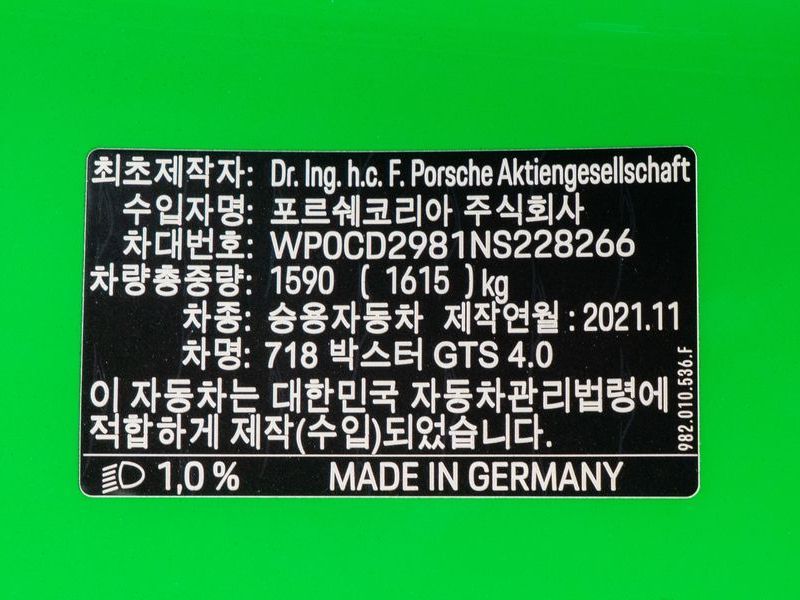 최초제작자: Dr. Ing. h.c. F. Porsche Aktiengesellschaft
수입자명: 포르쉐코리아 주식회사
차대번호: WP0CD2981NS228266
차량총중량: 1590 ( 1615 ) kg
차종: 승용자동차 제작연월 : 2021.11
차명: 718 박스터 GTS 4.0
이 자동차는 대한민국 자동차관리법령에
적합하게 제작(수입)되었습니다.
982.010.536.F
1,0 % MADE IN GERMANY